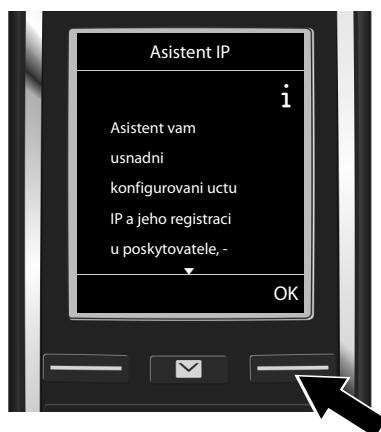 Asistent IP
i
Asistent vam
usnadni
konfigurovani uctu
IP a jeho registraci
u poskytovatele, -
OK